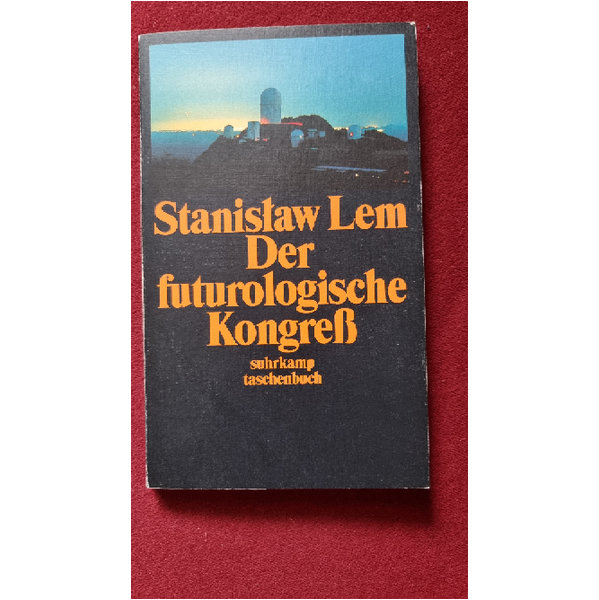 Stanisław Lem
Der
futurologische
Kongreß
suhrkamp
taschenbuch